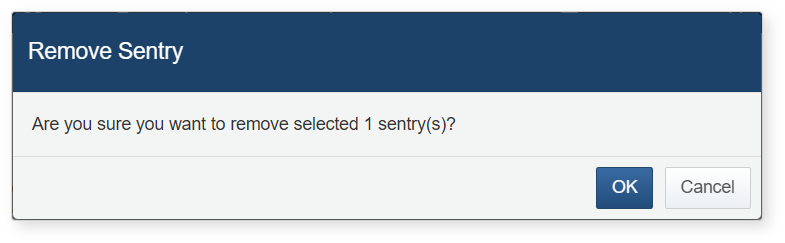 Remove Sentry
Are you sure you want to remove selected 1 sentry(s)?
OK Cancel